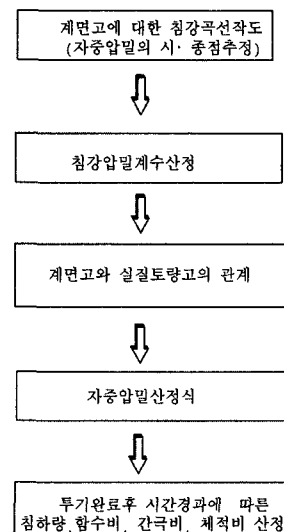 계면고에 대한 침강곡선작도
(자중압밀의 시· 종점추정)
침강압밀계수산정
계면고와 실질토량고의 관계
자중압밀산정식
투기완료후 시간경과에 따른
침하량, 함수비, 간극비, 체적비 산정